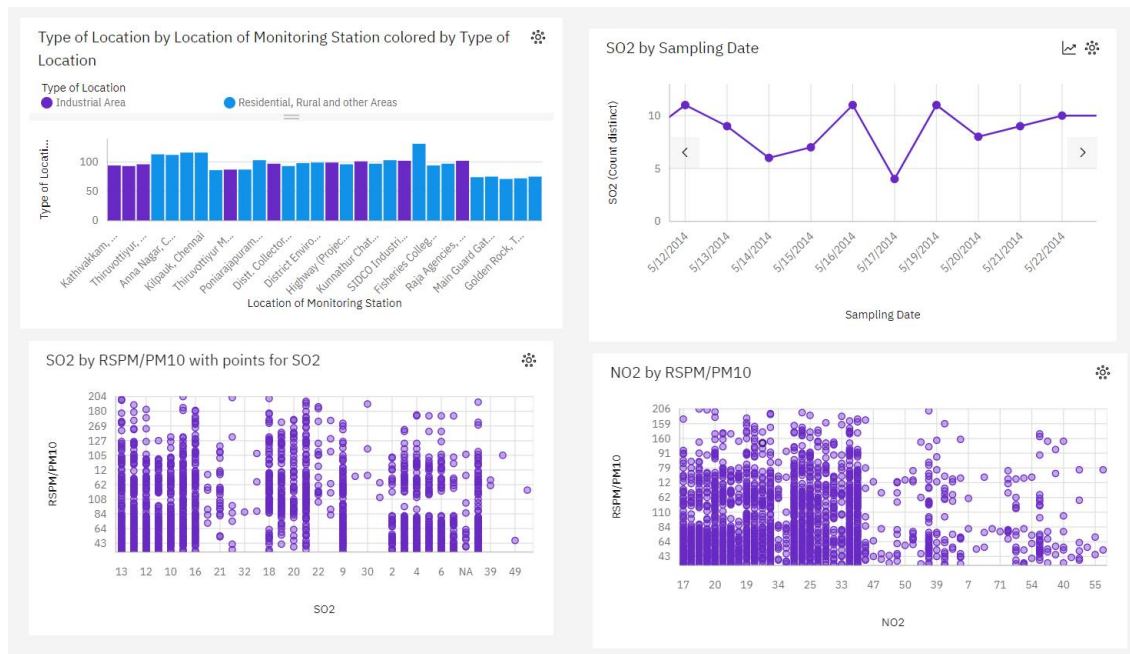 Type of Location by Location of Monitoring Station colored by Type of
Location
Type of Location
Industrial Area
Residential, Rural and other Areas
Type of Locati...
100
50
0
Kathivakkam, ...
Thiruvottiyur, ...
Anna Nagar, C...
Kilpauk, Chennai
Thiruvottiyur M...
Poniarajapuram...
Distt. Collector...
District Enviro...
Highway (Projec...
Kunnathur Chat...
SIDCO Industri...
Fisheries Colleg...
Raja Agencies, ...
Main Guard Gat...
Golden Rock, T...
Location of Monitoring Station
SO2 by Sampling Date
SO2 (Count distinct)
10
5
0
5/12/2014
5/13/2014
5/14/2014
5/15/2014
5/16/2014
5/17/2014
5/18/2014
5/19/2014
5/20/2014
5/21/2014
5/22/2014
Sampling Date
SO2 by RSPM/PM10 with points for SO2
RSPM/PM10
204
180
269
127
105
12
62
108
84
64
43
13 12 10 16 21 32 18 20 22 9 30 2 4 6 NA 39 49
SO2
NO2 by RSPM/PM10
RSPM/PM10
206
159
160
91
79
12
62
110
84
64
43
17 20 19 34 25 33 47 50 39 7 71 54 40 55
NO2